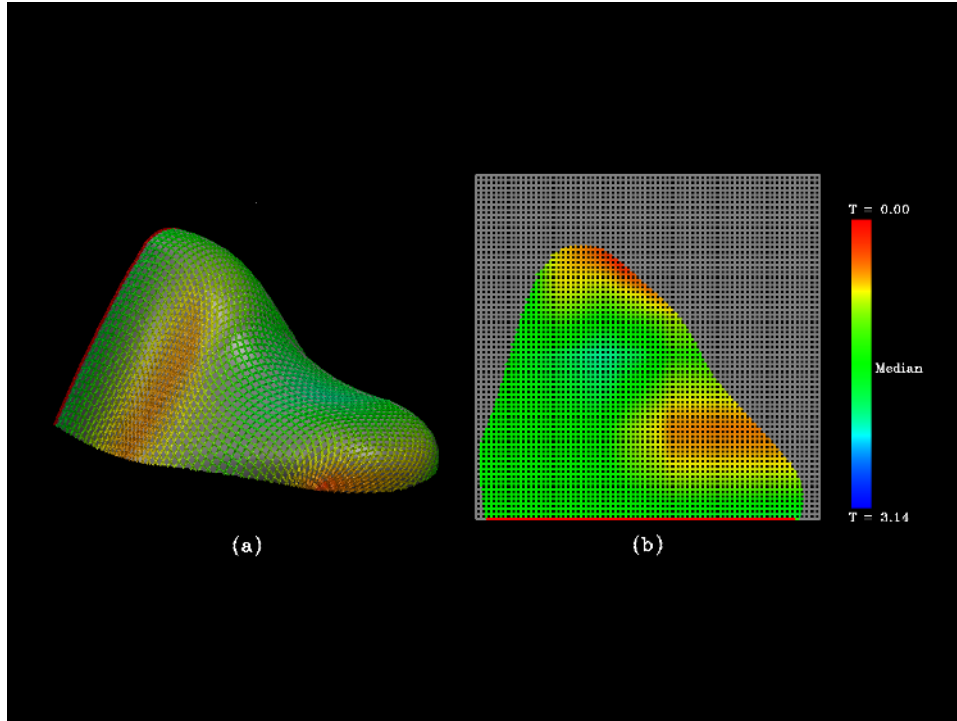 T = 0.00
Median
T = 3.14
(a)
(b)